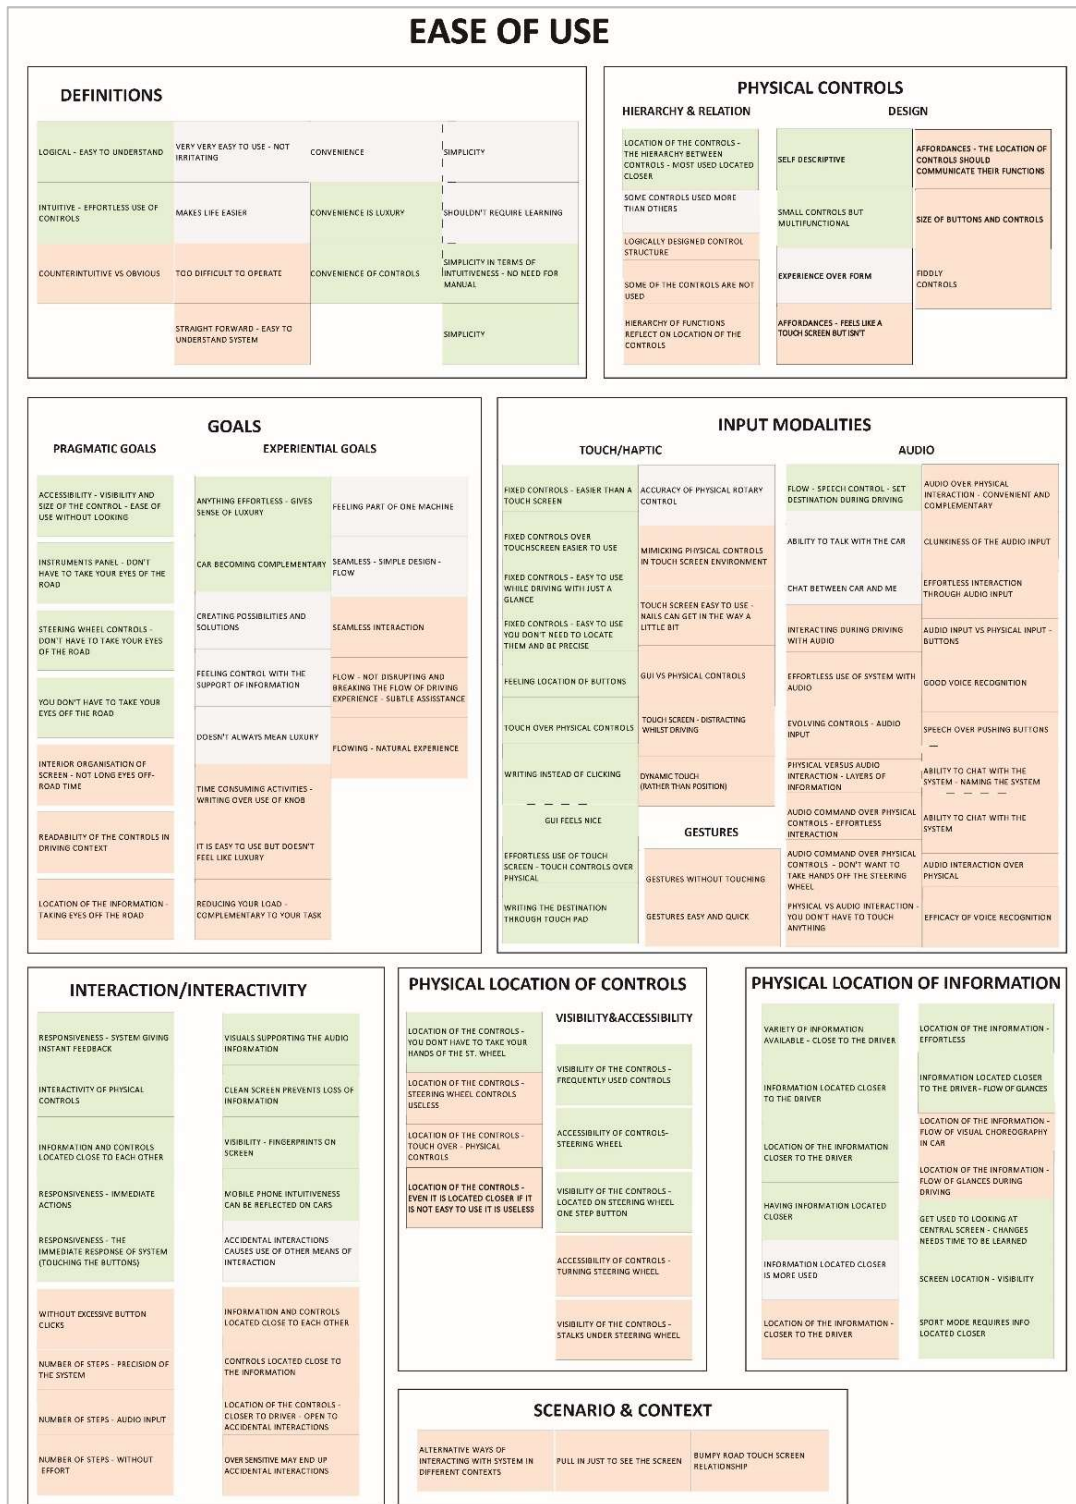 EASE OF USE
DEFINITIONS
LOGICAL - EASY TO UNDERSTAND
VERY VERY EASY TO USE - NOT
IRRITATING
CONVENIENCE
SIMPLICITY
INTUITIVE - EFFORTLESS USE OF
CONTROLS
MAKES LIFE EASIER
CONVENIENCE IS LUXURY
SHOULDN'T REQUIRE LEARNING
COUNTERINTUITIVE VS OBVIOUS
TOO DIFFICULT TO OPERATE
CONVENIENCE OF CONTROLS
SIMPLICITY IN TERMS OF
INTUITIVENESS - NO NEED FOR
MANUAL
STRAIGHT FORWARD - EASY TO
UNDERSTAND SYSTEM
SIMPLICITY
PHYSICAL CONTROLS
HIERARCHY & RELATION
LOCATION OF THE CONTROLS -
THE HIERARCHY BETWEEN
CONTROLS - MOST USED LOCATED
CLOSER
SOME CONTROLS USED MORE
THAN OTHERS
LOGICALLY DESIGNED CONTROL
STRUCTURE
SOME OF THE CONTROLS ARE NOT
USED
HIERARCHY OF FUNCTIONS
REFLECT ON LOCATION OF THE
CONTROLS
DESIGN
SELF DESCRIPTIVE
SMALL CONTROLS BUT
MULTIFUNCTIONAL
EXPERIENCE OVER FORM
AFFORDANCES - FEELS LIKE A
TOUCH SCREEN BUT ISN'T
AFFORDANCES - THE LOCATION OF
CONTROLS SHOULD
COMMUNICATE THEIR FUNCTIONS
SIZE OF BUTTONS AND CONTROLS
FIDDLY
CONTROLS
GOALS
PRAGMATIC GOALS
ACCESSIBILITY - VISIBILITY AND
SIZE OF THE CONTROL - EASE
OF USE WITHOUT LOOKING
INSTRUMENTS PANEL - DON'T
HAVE TO TAKE YOUR EYES OF THE
ROAD
STEERING WHEEL CONTROLS -
DON'T HAVE TO TAKE YOUR EYES
OF THE ROAD
YOU DON'T HAVE TO TAKE YOUR
EYES OFF THE ROAD
INTERIOR ORGANISATION OF
SCREEN - NOT LONG EYES OFF-
ROAD TIME
READABILITY OF THE CONTROLS IN
DRIVING CONTEXT
LOCATION OF THE INFORMATION -
TAKING EYES OFF THE ROAD
EXPERIENTIAL GOALS
ANYTHING EFFORTLESS - GIVES
SENSE OF LUXURY
CAR BECOMING COMPLEMENTARY
CREATING POSSIBILITIES AND
SOLUTIONS
FEELING CONTROL WITH THE
SUPPORT OF INFORMATION
DOESN'T ALWAYS MEAN LUXURY
TIME CONSUMING ACTIVITIES -
WRITING OVER USE OF KNOB
IT IS EASY TO USE BUT DOESN'T
FEEL LIKE LUXURY
REDUCING YOUR LOAD -
COMPLEMENTARY TO YOUR TASK
FEELING PART OF ONE MACHINE
SEAMLESS - SIMPLE DESIGN -
FLOW
SEAMLESS INTERACTION
FLOW - NOT DISRUPTING AND
BREAKING THE FLOW OF DRIVING
EXPERIENCE - SUBTLE ASSISSTANCE
FLOWING - NATURAL EXPERIENCE
INPUT MODALITIES
TOUCH/HAPTIC
FIXED CONTROLS - EASIER THAN A
TOUCH SCREEN
FIXED CONTROLS OVER
TOUCHSCREEN EASIER TO USE
FIXED CONTROLS - EASY TO USE
WHILE DRIVING WITH JUST A
GLANCE
FIXED CONTROLS - EASY TO USE
YOU DON'T NEED TO LOCATE
THEM AND BE PRECISE
FEELING LOCATION OF BUTTONS
TOUCH OVER PHYSICAL CONTROLS
WRITING INSTEAD OF CLICKING
GUI FEELS NICE
EFFORTLESS USE OF TOUCH
SCREEN - TOUCH CONTROLS OVER
PHYSICAL
WRITING THE DESTINATION
THROUGH TOUCH PAD
ACCURACY OF PHYSICAL ROTARY
CONTROL
MIMICKING PHYSICAL CONTROLS
IN TOUCH SCREEN ENVIRONMENT
TOUCH SCREEN EASY TO USE -
NAILS CAN GET IN THE WAY A
LITTLE BIT
GUI VS PHYSICAL CONTROLS
TOUCH SCREEN - DISTRACTING
WHILST DRIVING
DYNAMIC TOUCH
(RATHER THAN POSITION)
GESTURES
GESTURES WITHOUT TOUCHING
GESTURES EASY AND QUICK
AUDIO
FLOW - SPEECH CONTROL - SET
DESTINATION DURING DRIVING
ABILITY TO TALK WITH THE CAR
CHAT BETWEEN CAR AND ME
INTERACTING DURING DRIVING
WITH AUDIO
EFFORTLESS USE OF SYSTEM WITH
AUDIO
EVOLVING CONTROLS - AUDIO
INPUT
PHYSICAL VERSUS AUDIO
INTERACTION - LAYERS OF
INFORMATION
AUDIO COMMAND OVER PHYSICAL
CONTROLS - EFFORTLESS
INTERACTION
AUDIO COMMAND OVER PHYSICAL
CONTROLS - DON'T WANT TO
TAKE HANDS OFF THE STEERING
WHEEL
PHYSICAL VS AUDIO INTERACTION -
YOU DON'T HAVE TO TOUCH
ANYTHING
AUDIO OVER PHYSICAL
INTERACTION - CONVENIENT AND
COMPLEMENTARY
CLUNKINESS OF THE AUDIO INPUT
EFFORTLESS INTERACTION
THROUGH AUDIO INPUT
AUDIO INPUT VS PHYSICAL INPUT -
BUTTONS
GOOD VOICE RECOGNITION
SPEECH OVER PUSHING BUTTONS
ABILITY TO CHAT WITH THE
SYSTEM - NAMING THE SYSTEM
ABILITY TO CHAT WITH THE
SYSTEM
AUDIO INTERACTION OVER
PHYSICAL
EFFICACY OF VOICE RECOGNITION
INTERACTION/INTERACTIVITY
RESPONSIVENESS - SYSTEM GIVING
INSTANT FEEDBACK
INTERACTIVITY OF PHYSICAL
CONTROLS
INFORMATION AND CONTROLS
LOCATED CLOSE TO EACH OTHER
RESPONSIVENESS - IMMEDIATE
ACTIONS
RESPONSIVENESS - THE
IMMEDIATE RESPONSE OF SYSTEM
(TOUCHING THE BUTTONS)
WITHOUT EXCESSIVE BUTTON
CLICKS
NUMBER OF STEPS - PRECISION OF
THE SYSTEM
NUMBER OF STEPS - AUDIO INPUT
NUMBER OF STEPS - WITHOUT
EFFORT
VISUALS SUPPORTING THE AUDIO
INFORMATION
CLEAN SCREEN PREVENTS LOSS OF
INFORMATION
VISIBILITY - FINGERPRINTS ON
SCREEN
MOBILE PHONE INTUITIVENESS
CAN BE REFLECTED ON CARS
ACCIDENTAL INTERACTIONS
CAUSES USE OF OTHER MEANS OF
INTERACTION
INFORMATION AND CONTROLS
LOCATED CLOSE TO EACH OTHER
CONTROLS LOCATED CLOSE TO
THE INFORMATION
LOCATION OF THE CONTROLS -
CLOSER TO DRIVER - OPEN TO
ACCIDENTAL INTERACTIONS
OVER SENSITIVE MAY END UP
ACCIDENTAL INTERACTIONS
PHYSICAL LOCATION OF CONTROLS
LOCATION OF THE CONTROLS -
YOU DONT HAVE TO TAKE YOUR
HANDS OF THE ST. WHEEL
LOCATION OF THE CONTROLS -
STEERING WHEEL CONTROLS
USELESS
LOCATION OF THE CONTROLS -
TOUCH OVER - PHYSICAL
CONTROLS
LOCATION OF THE CONTROLS -
EVEN IT IS LOCATED CLOSER IF IT
IS NOT EASY TO USE IT IS USELESS
VISIBILITY&ACCESSIBILITY
VISIBILITY OF THE CONTROLS -
FREQUENTLY USED CONTROLS
ACCESSIBILITY OF CONTROLS-
STEERING WHEEL
VISIBILITY OF THE CONTROLS -
LOCATED ON STEERING WHEEL
ONE STEP BUTTON
ACCESSIBILITY OF CONTROLS -
TURNING STEERING WHEEL
VISIBILITY OF THE CONTROLS -
STALKS UNDER STEERING WHEEL
PHYSICAL LOCATION OF INFORMATION
VARIETY OF INFORMATION
AVAILABLE - CLOSE TO THE DRIVER
INFORMATION LOCATED CLOSER
TO THE DRIVER
LOCATION OF THE INFORMATION
CLOSER TO THE DRIVER
HAVING INFORMATION LOCATED
CLOSER
INFORMATION LOCATED CLOSER
IS MORE USED
LOCATION OF THE INFORMATION -
CLOSER TO THE DRIVER
LOCATION OF THE INFORMATION -
EFFORTLESS
INFORMATION LOCATED CLOSER
TO THE DRIVER - FLOW OF GLANCES
LOCATION OF THE INFORMATION -
FLOW OF VISUAL CHOREOGRAPHY
IN CAR
LOCATION OF THE INFORMATION -
FLOW OF GLANCES DURING
DRIVING
GET USED TO LOOKING AT
CENTRAL SCREEN - CHANGES
NEEDS TIME TO BE LEARNED
SCREEN LOCATION - VISIBILITY
SPORT MODE REQUIRES INFO
LOCATED CLOSER
SCENARIO & CONTEXT
ALTERNATIVE WAYS OF
INTERACTING WITH SYSTEM IN
DIFFERENT CONTEXTS
PULL IN JUST TO SEE THE SCREEN
BUMPY ROAD TOUCH SCREEN
RELATIONSHIP